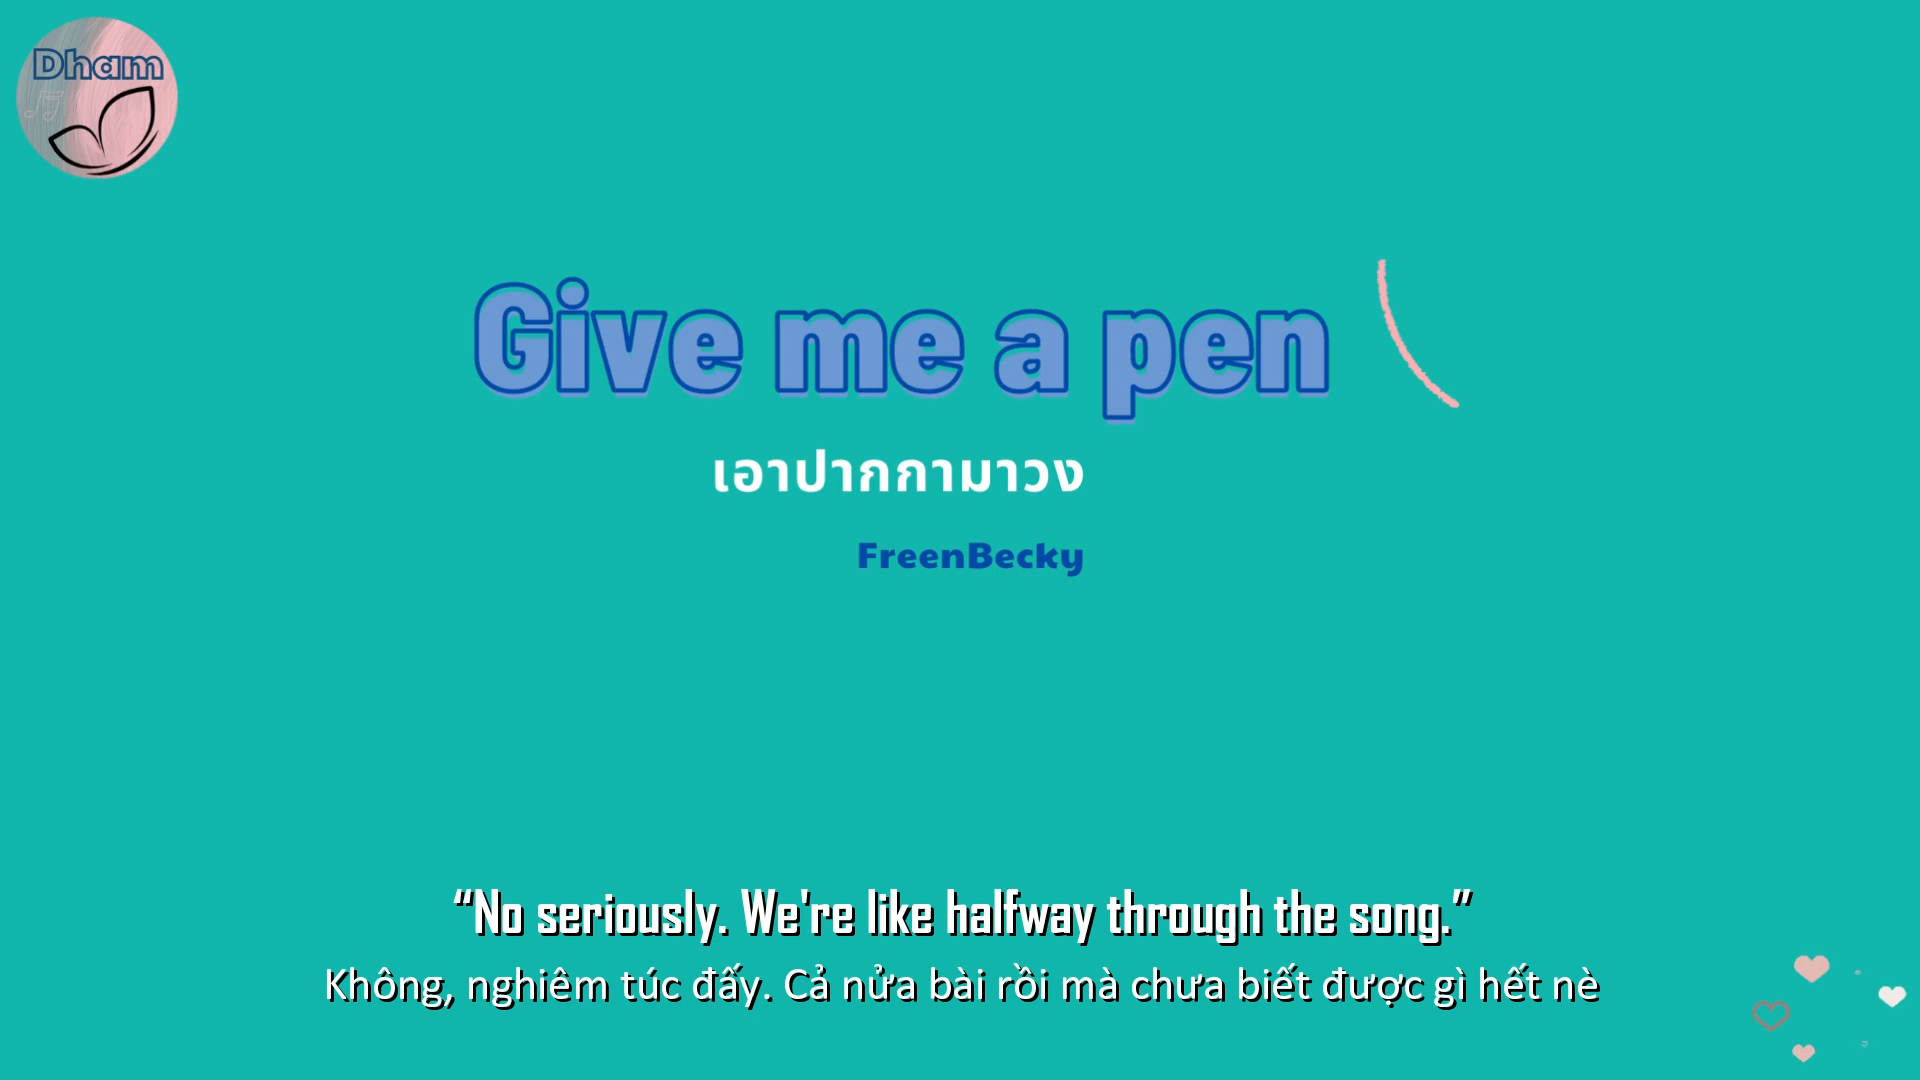 Dham
Give me a pen
เอาปากกามาวง
FreenBecky
“No seriously. We're like halfway through the song.”
Không, nghiêm túc đấy. Cả nửa bài rồi mà chưa biết được gì hết nè